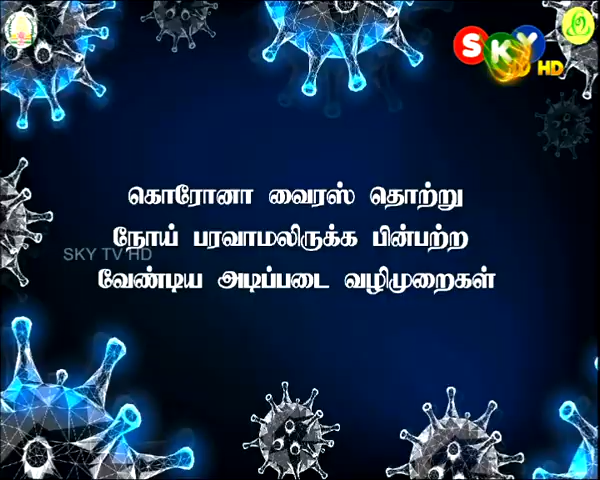 SKY HD
கொரோனா வைரஸ் தொற்று
நோய் பரவாமலிருக்க பின்பற்ற
SKY TV HD
வேண்டிய அடிப்படை வழிமுறைகள்